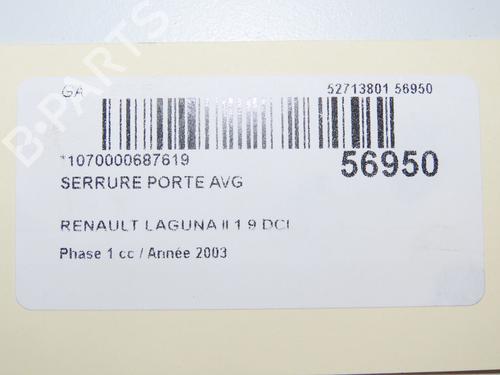 GA 52713801 56950
*1070000687619 56950
SERRURE PORTE AVG
RENAULT LAGUNA II 1.9 DCI
Phase 1 cc / Année 2003
B-PARTS